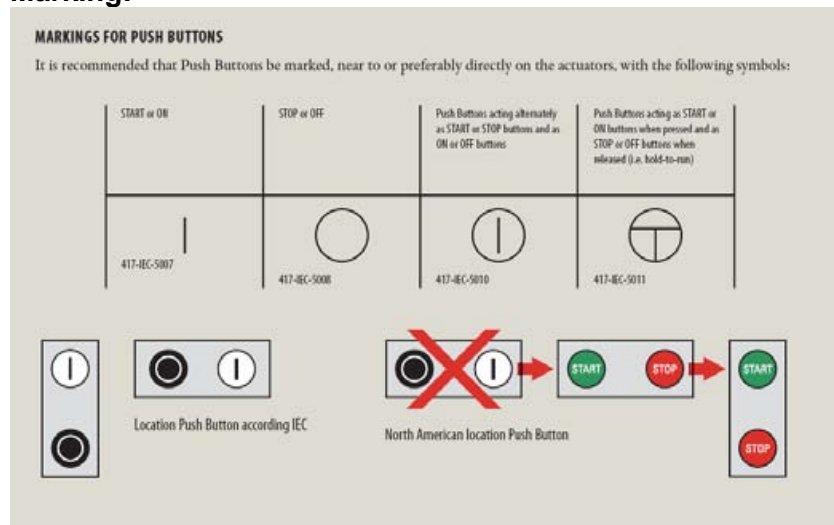 MARKINGS FOR PUSH BUTTONS
It is recommended that Push Buttons be marked, near to or preferably directly on the actuators, with the following symbols:
START or ON
STOP or OFF
Push Buttons acting alternately
as START or STOP buttons and as
ON or OFF buttons
Push Buttons acting as START or
ON buttons when pressed and as
STOP or OFF buttons when
released (i.e. hold-to-run)
417-IEC-5007
417-IEC-5008
417-IEC-5010
417-IEC-5011
START
STOP
START
STOP
Location Push Button according IEC
North American location Push Button